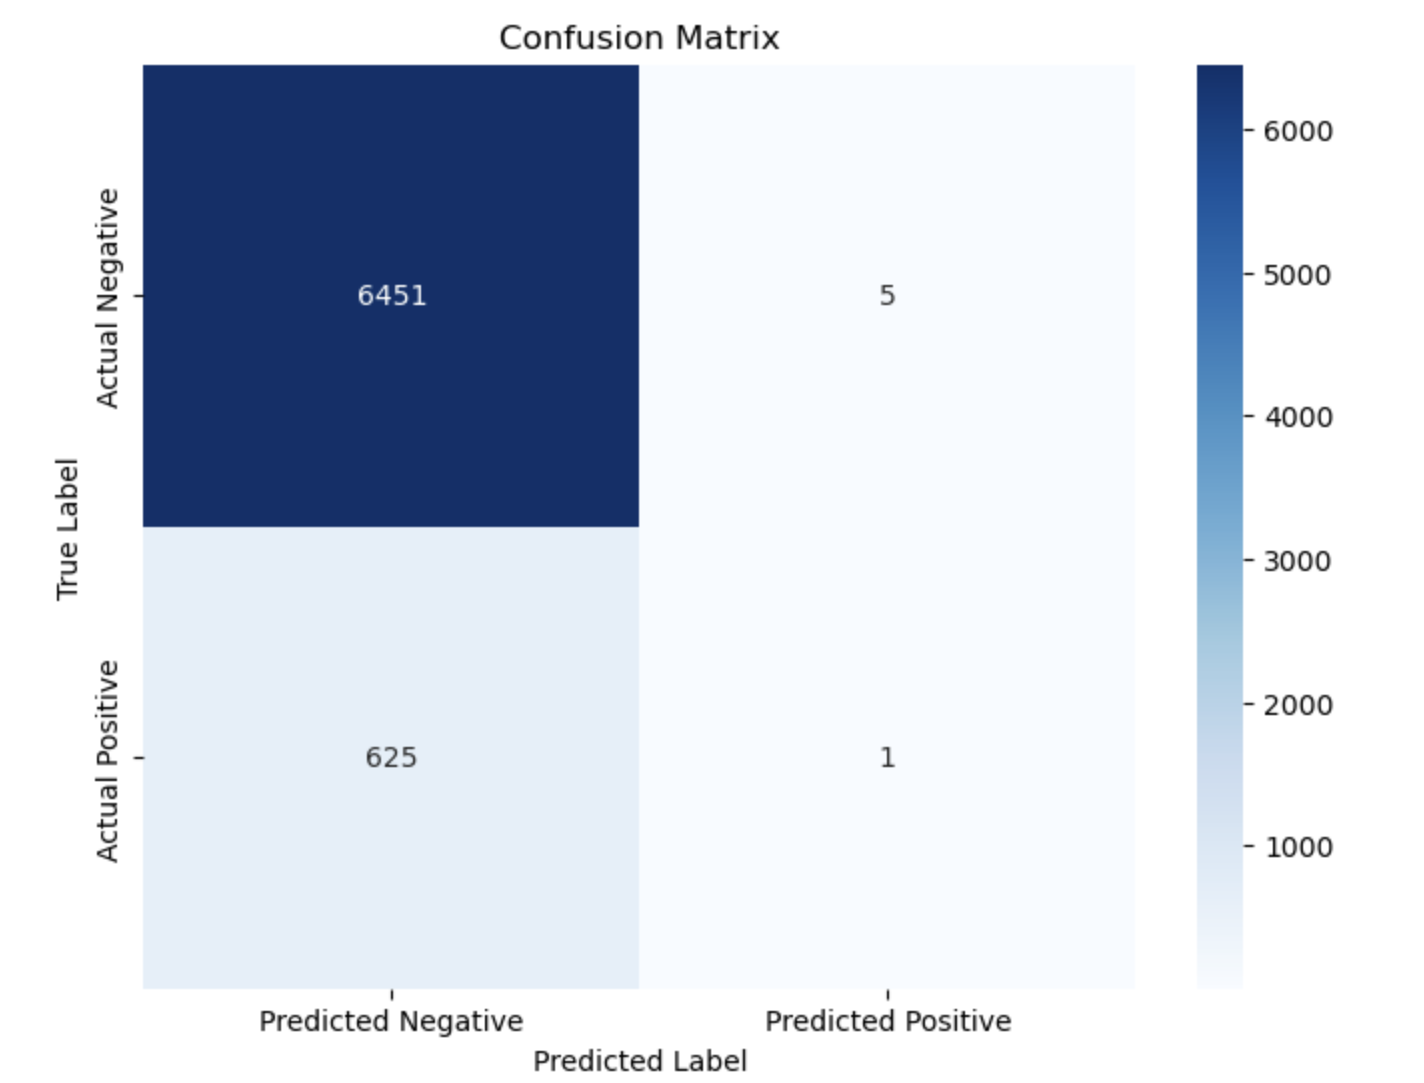 Confusion Matrix
Actual Negative
6451
5
Actual Positive
625
1
True Label
Predicted Negative
Predicted Positive
Predicted Label
6000
5000
4000
3000
2000
1000